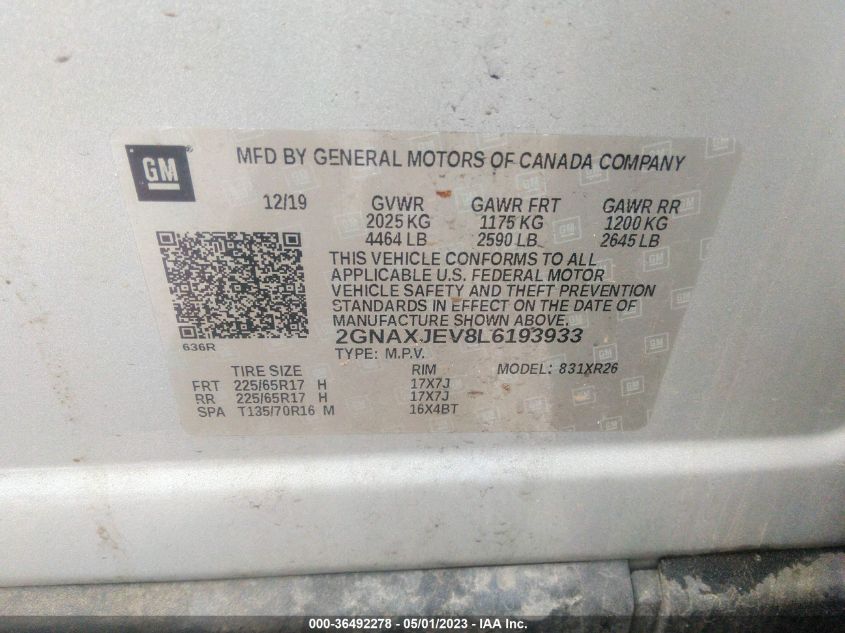 GM
MFD BY GENERAL MOTORS OF CANADA COMPANY
12/19 GVWR GAWR FRT GAWR RR
2025 KG 1175 KG 1200 KG
4464 LB 2590 LB 2645 LB
THIS VEHICLE CONFORMS TO ALL
APPLICABLE U.S. FEDERAL MOTOR
VEHICLE SAFETY AND THEFT PREVENTION
STANDARDS IN EFFECT ON THE DATE OF
MANUFACTURE SHOWN ABOVE.
2GNAXJEV8L6193933
636R
TYPE: M.P.V.
TIRE SIZE RIM MODEL: 831XR26
FRT 225/65R17 H 17X7J
RR 225/65R17 H 17X7J
SPA T135/70R16 M 16X4BT
000-36492278 - 05/01/2023 - IAA Inc.